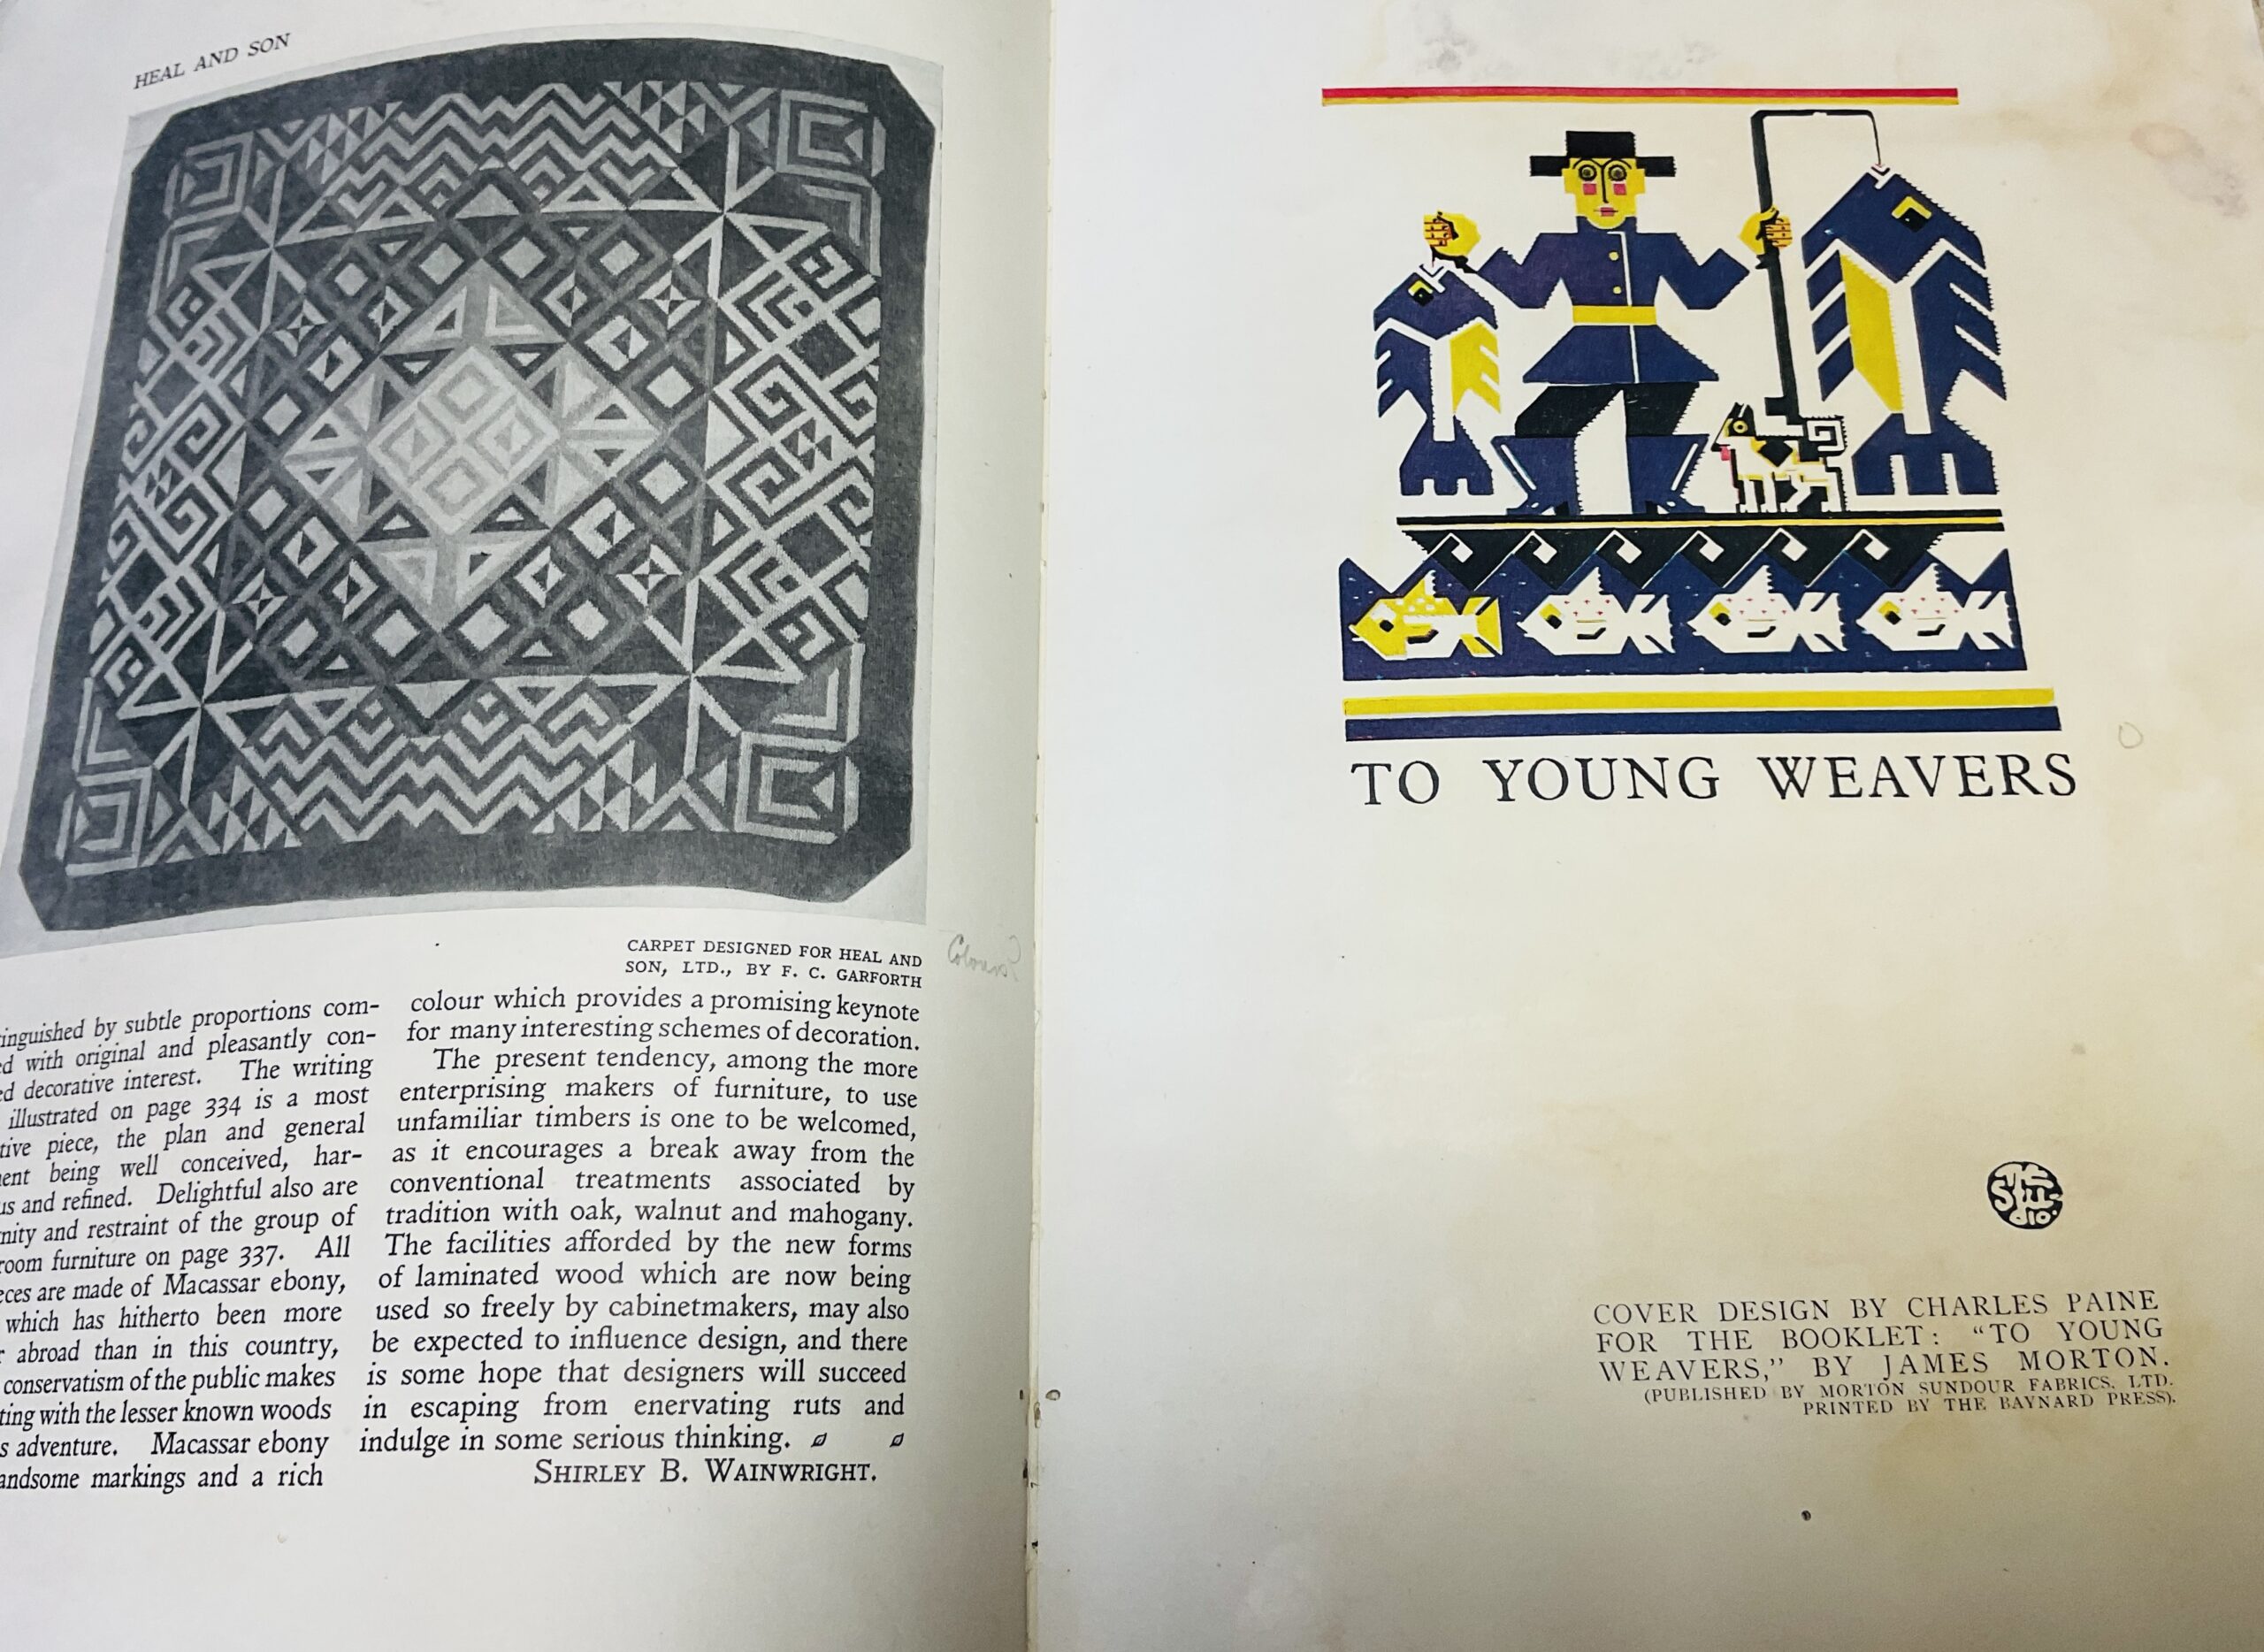 HEAL AND SON
CARPET DESIGNED FOR HEAL AND
SON, LTD., BY F. C. GARFORTH
by subtle proportions com-
with original and pleasantly con-
decorative interest. The writing
illustrated on page 334 is a most
piece, the plan and general
being well conceived, har-
and refined. Delightful also are
and restraint of the group of
furniture on page 337. All
are made of Macassar ebony,
which has hitherto been more
abroad than in this country,
conservatism of the public makes
with the lesser known woods
adventure. Macassar ebony
markings and a rich
colour which provides a promising keynote
for many interesting schemes of decoration.
The present tendency, among the more
enterprising makers of furniture, to use
unfamiliar timbers is one to be welcomed,
as it encourages a break away from the
conventional treatments associated by
tradition with oak, walnut and mahogany.
The facilities afforded by the new forms
of laminated wood which are now being
used so freely by cabinetmakers, may also
be expected to influence design, and there
is some hope that designers will succeed
in escaping from enervating ruts and
indulge in some serious thinking.
SHIRLEY B. WAINWRIGHT.
TO YOUNG WEAVERS
THE
STU
DIO.
COVER DESIGN BY CHARLES PAINE
FOR THE BOOKLET: "TO YOUNG
WEAVERS," BY JAMES MORTON.
(PUBLISHED BY MORTON SUNDOUR FABRICS, LTD.
PRINTED BY THE BAYNARD PRESS).